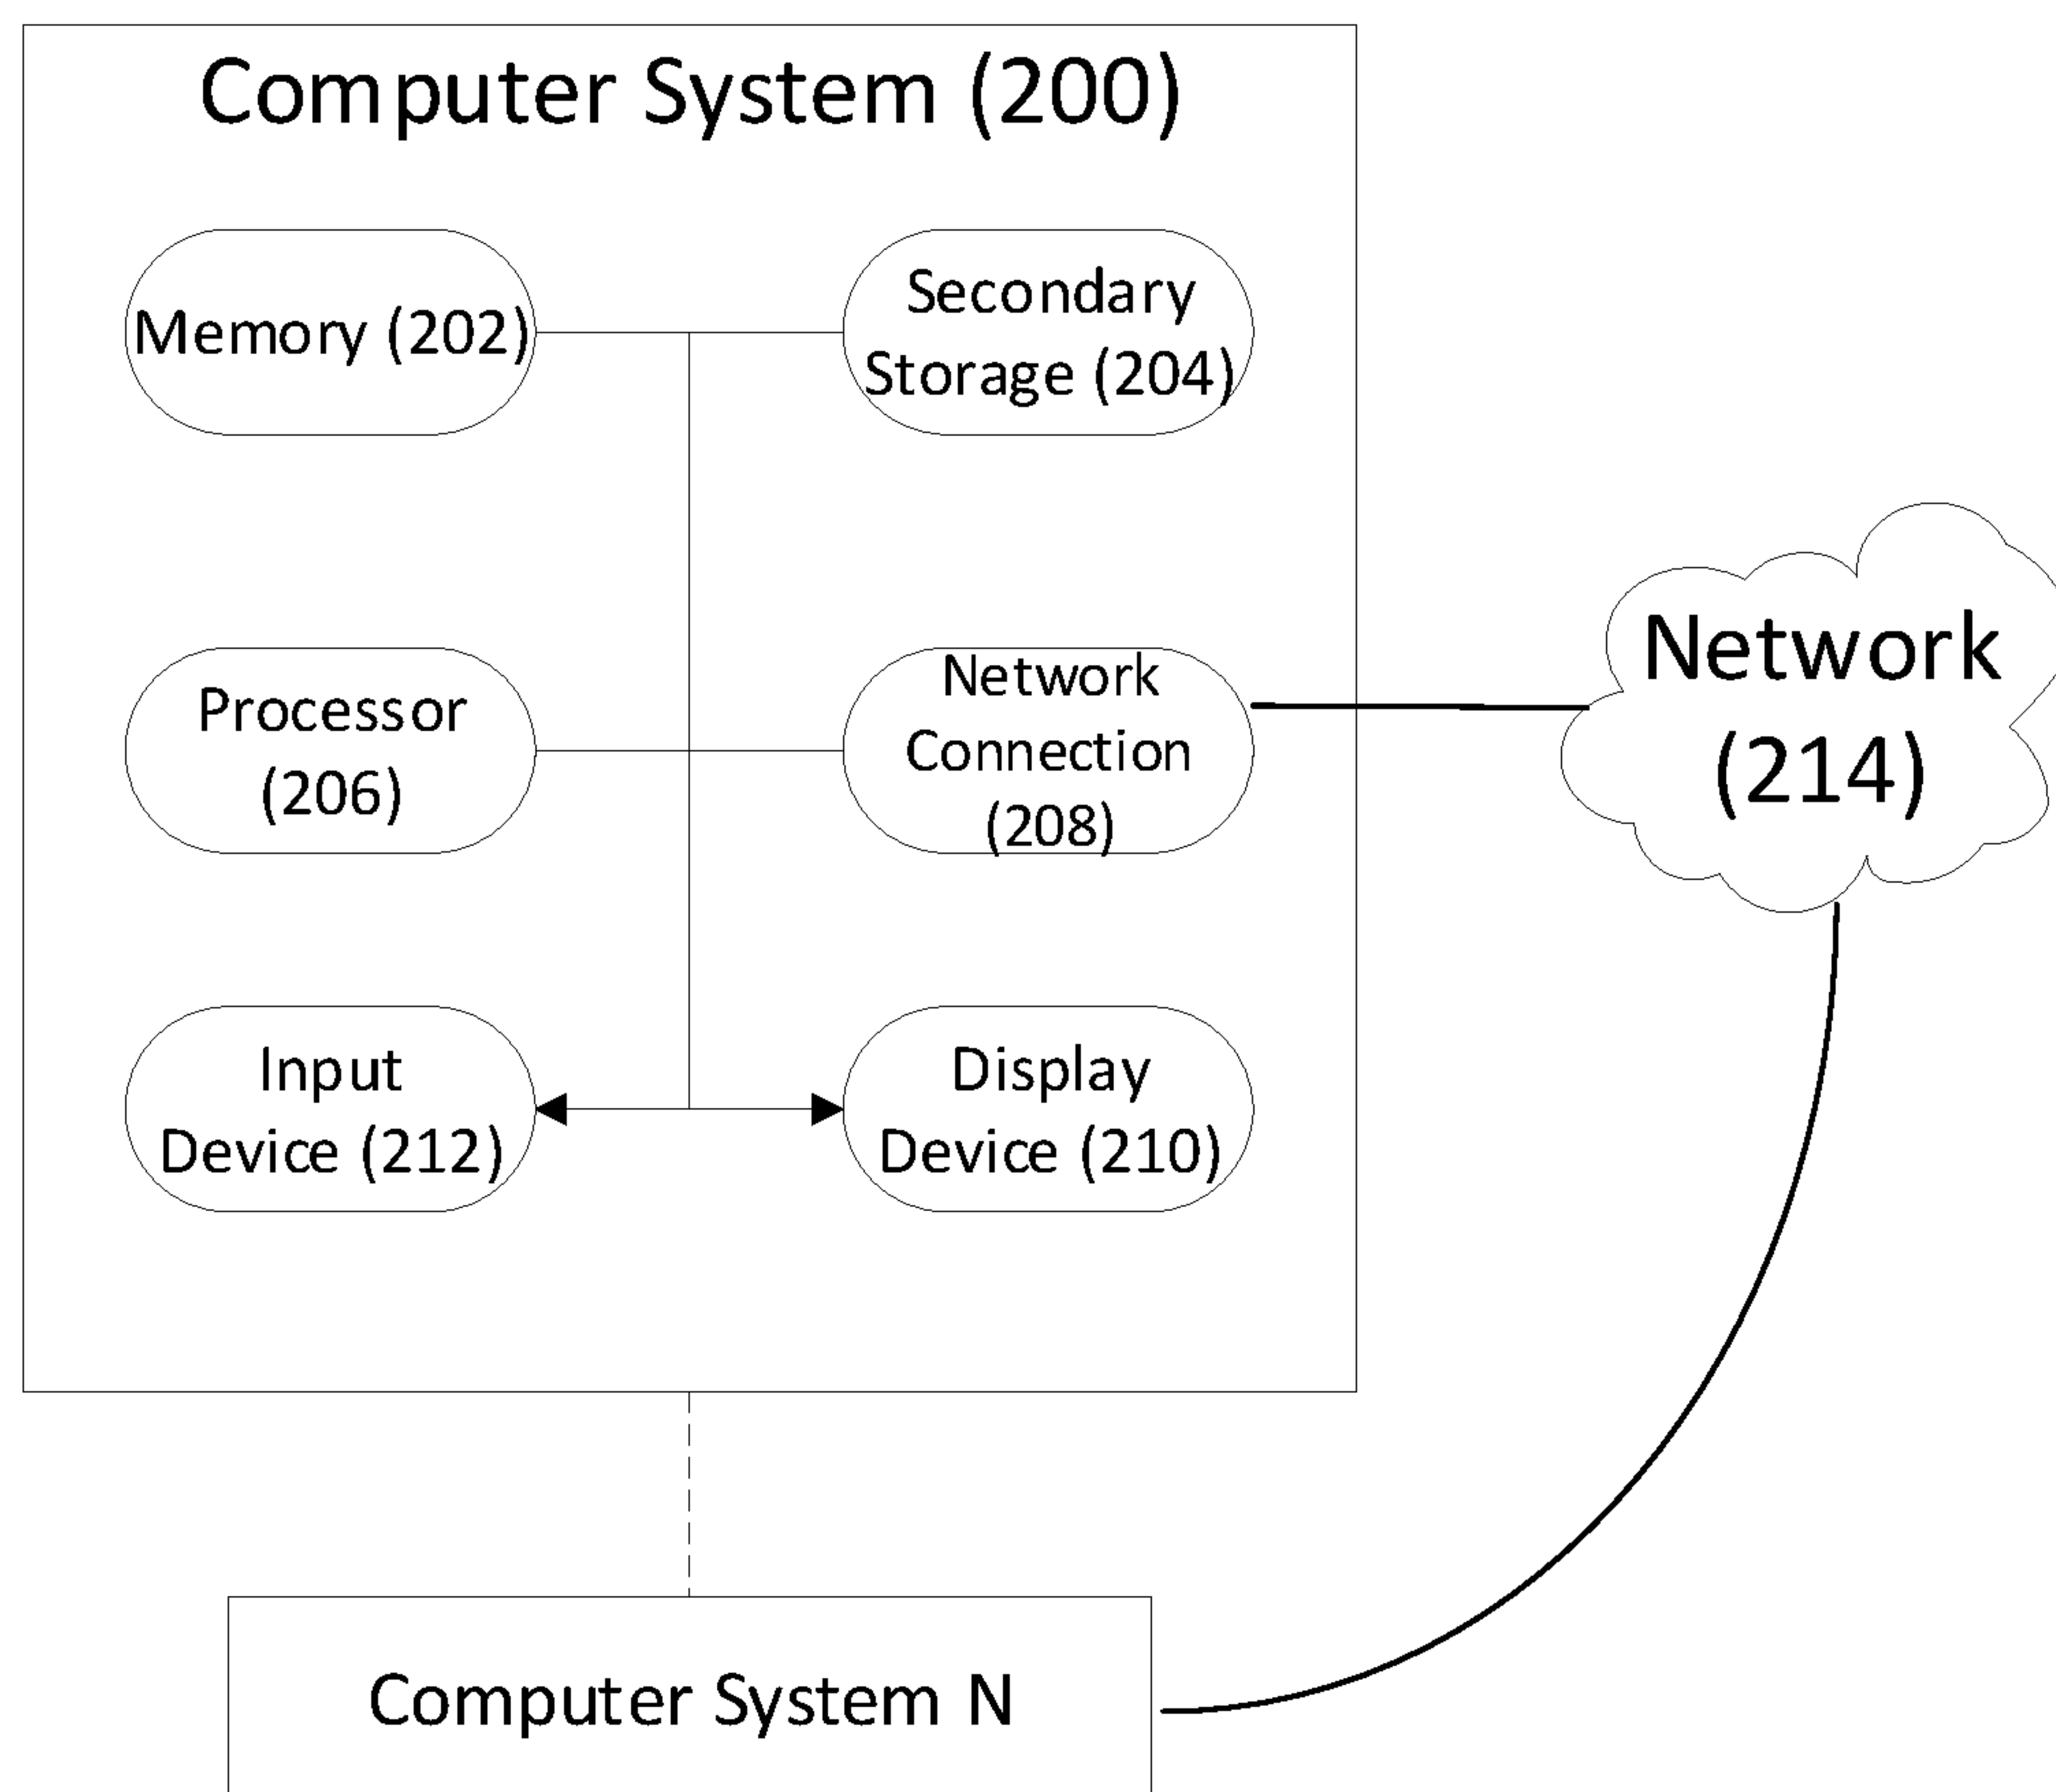 Computer System (200)
Memory (202)
Secondary
Storage (204)
Processor
(206)
Network
Connection
(208)
Network
(214)
Input
Device (212)
Display
Device (210)
Computer System N